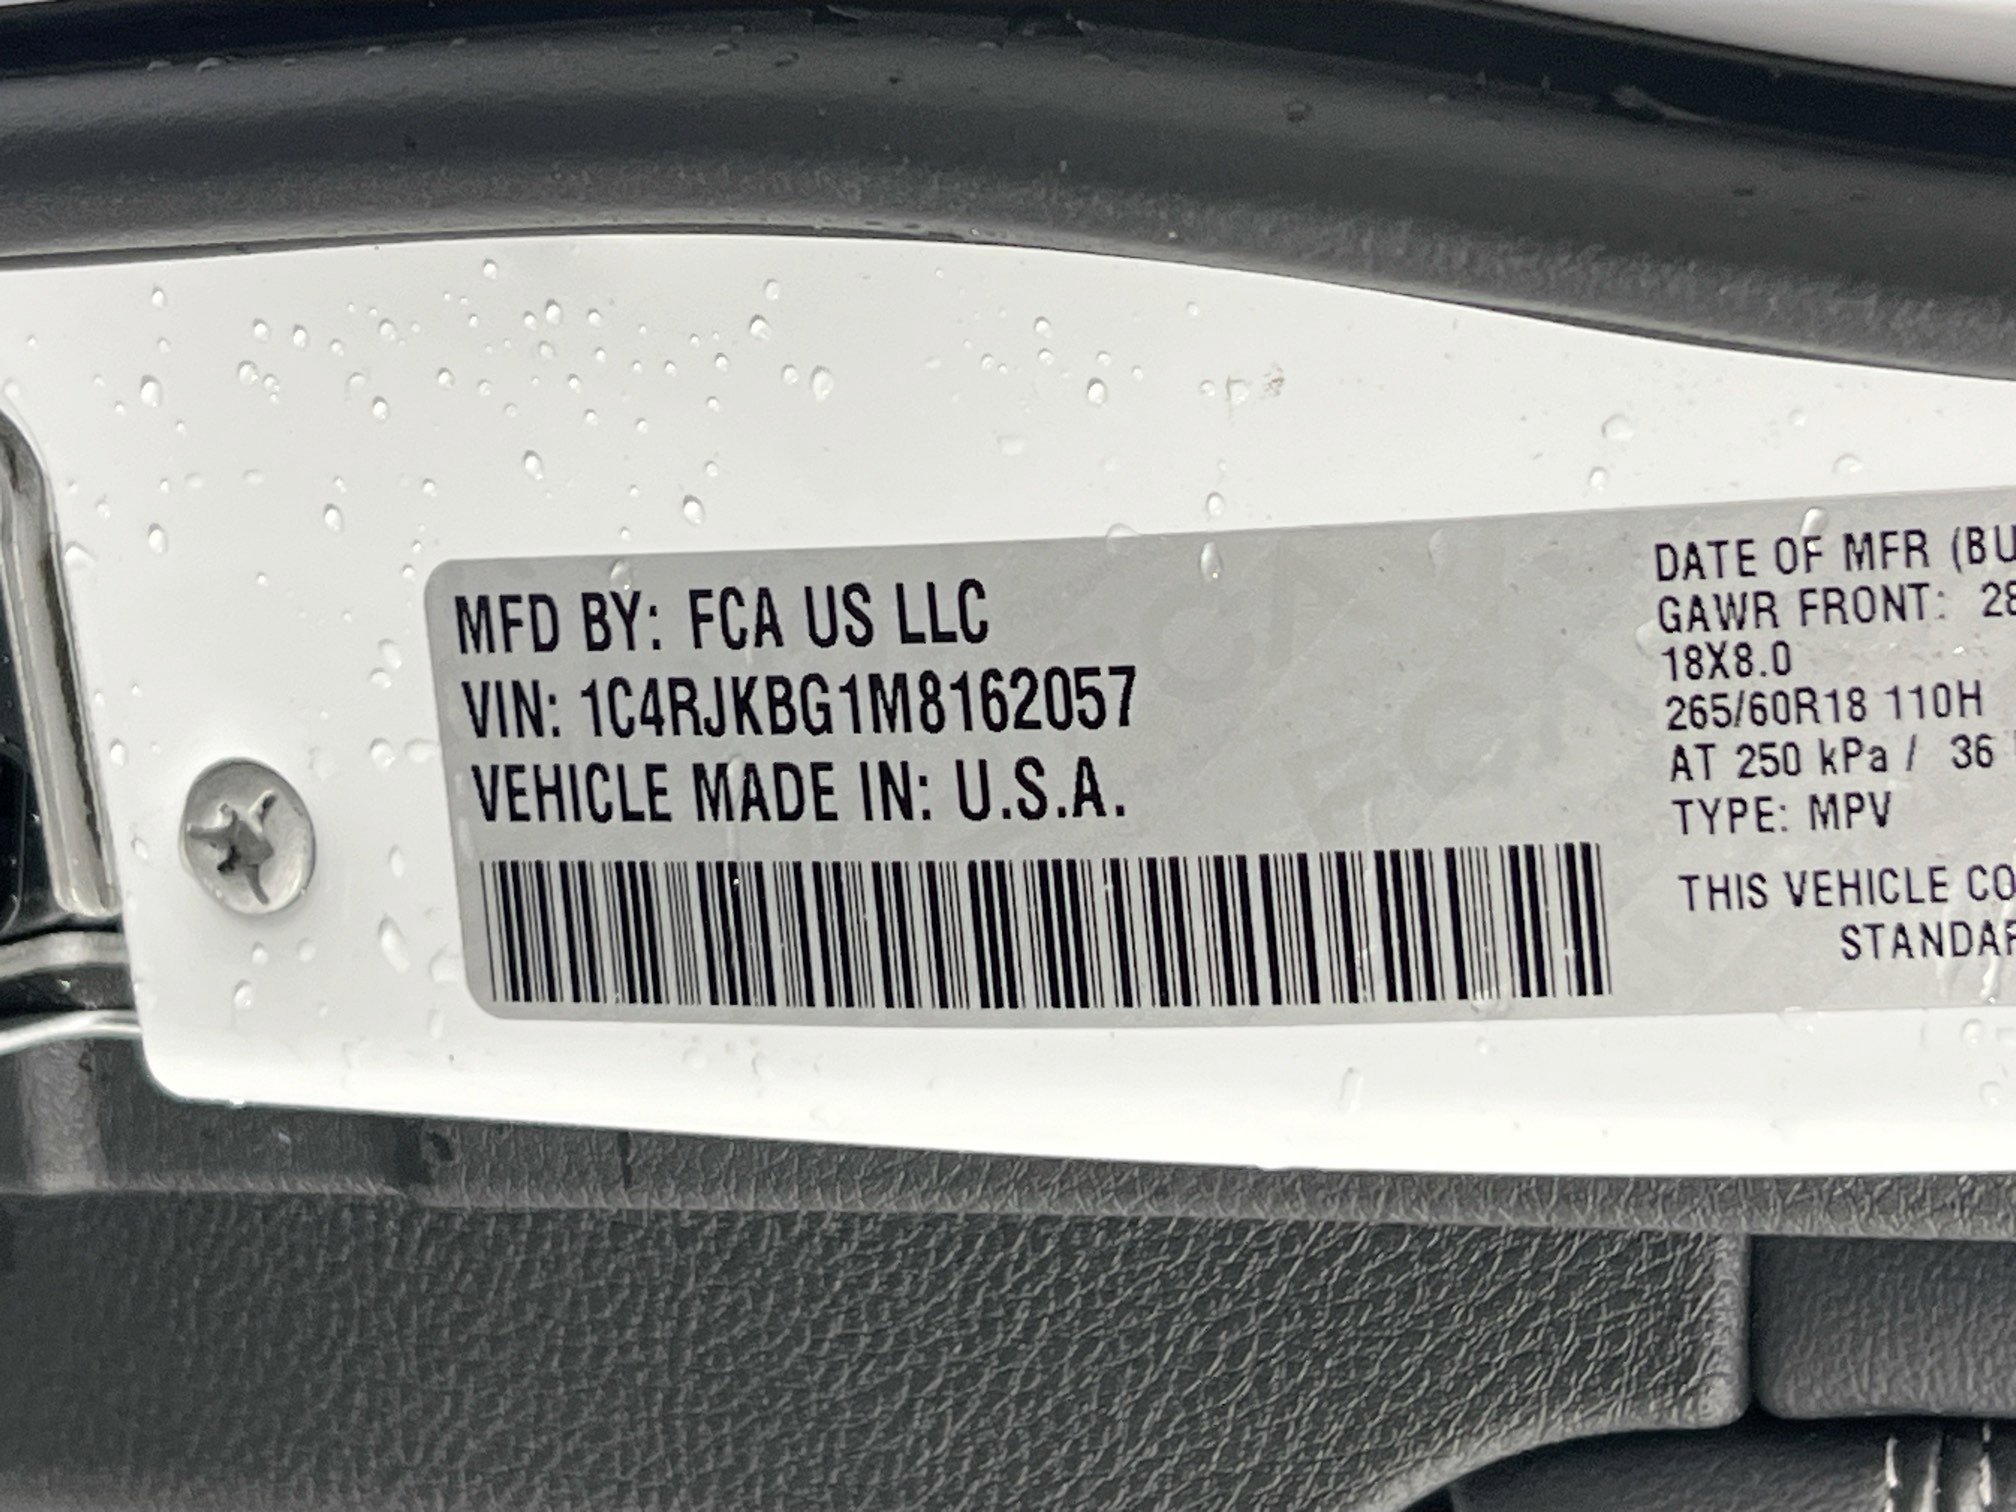 MFD BY: FCA US LLC
VIN: 1C4RJKBG1M8162057
VEHICLE MADE IN: U.S.A.
DATE OF MFR (BU
GAWR FRONT: 28
18X8.0
265/60R18 110H
AT 250 kPa / 36
TYPE: MPV
THIS VEHICLE CO
STANDAR